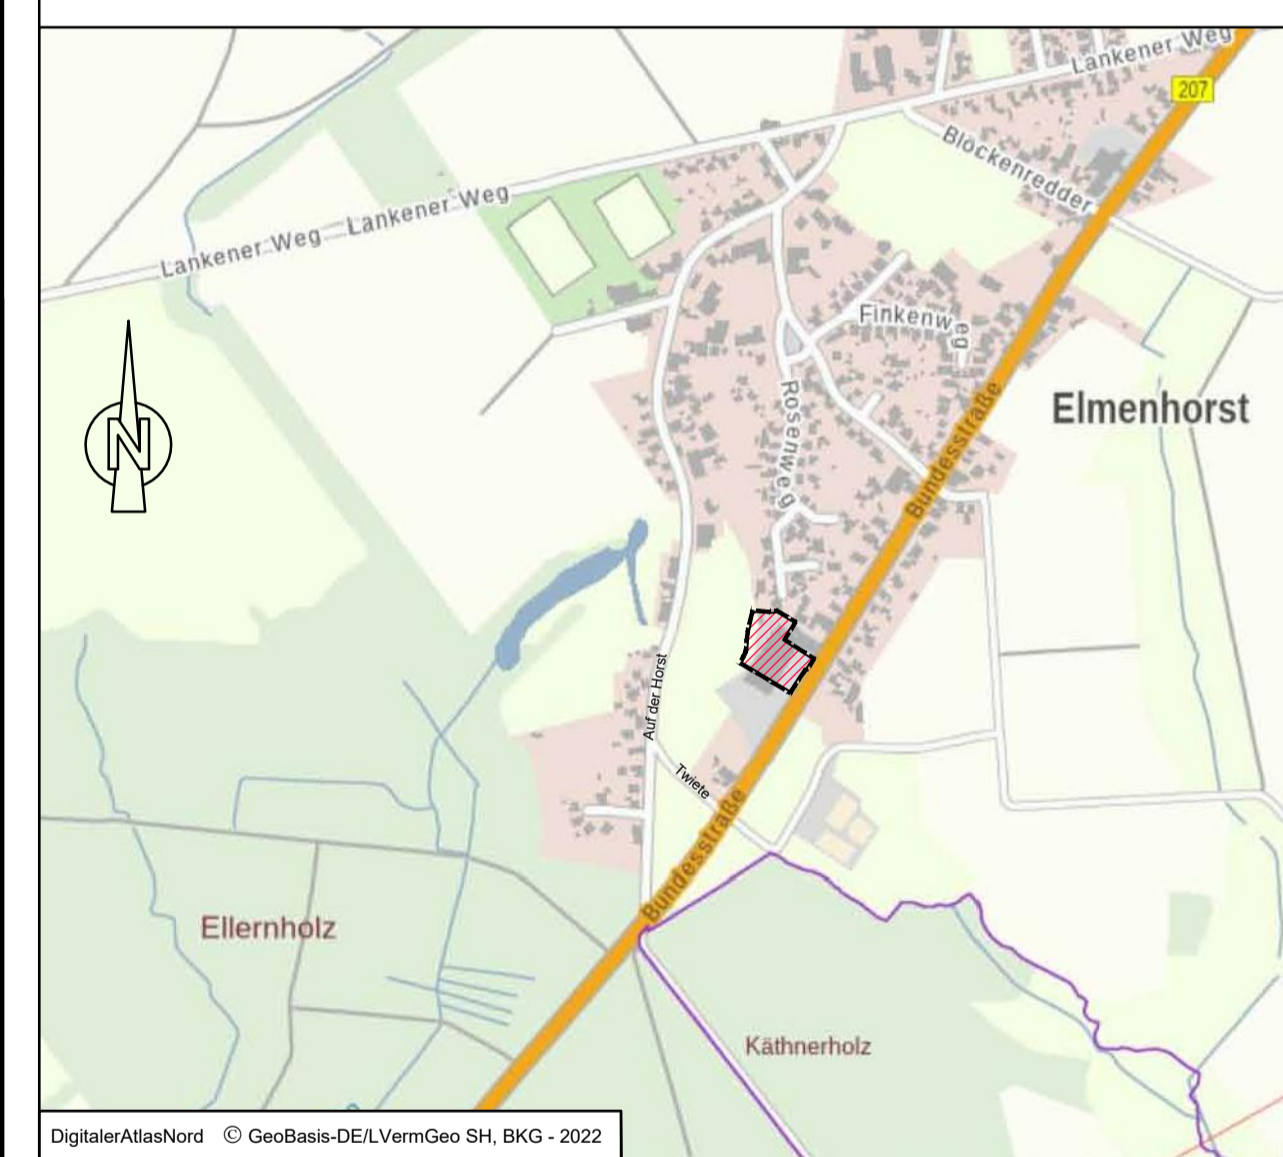 Lankener Weg
207
Blockenredder
Lankener Weg
Lankener Weg
Finkenweg
Elmenhorst
Rosenweg
Bundesstraße
N
Auf der Horst
Twiete
Bundesstraße
Ellernholz
Käthnerholz
DigitalerAtlasNord © GeoBasis-DE/LVermGeo SH, BKG - 2022